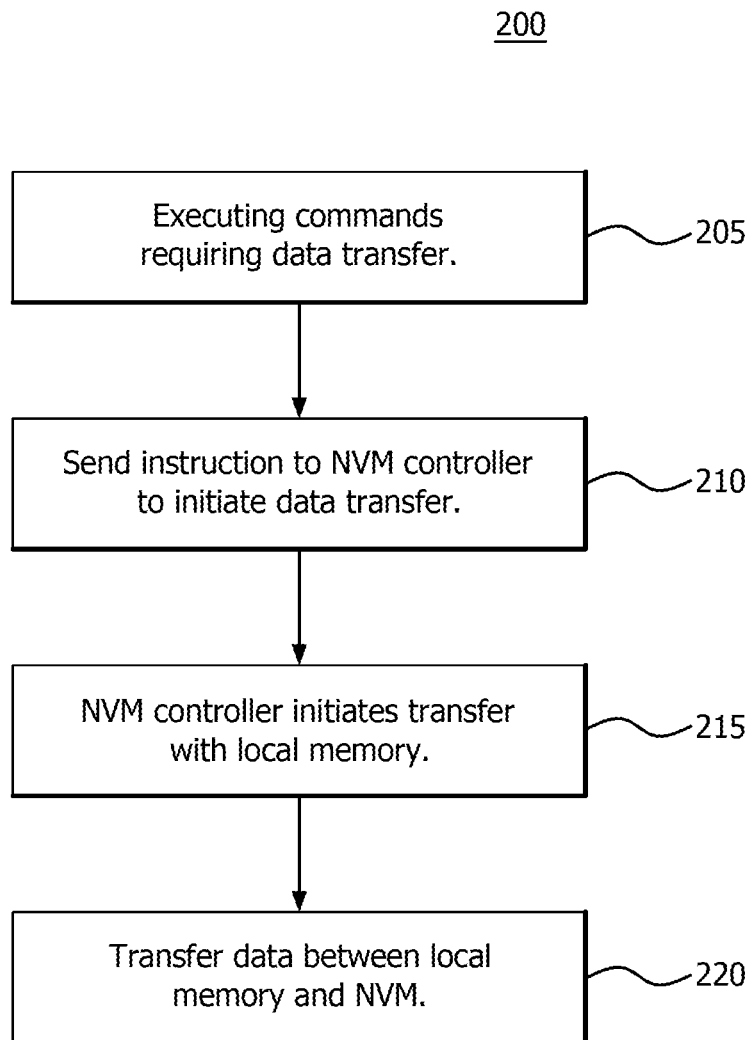 200
Executing commands
requiring data transfer.
205
Send instruction to NVM controller
to initiate data transfer.
210
NVM controller initiates transfer
with local memory.
215
Transfer data between local
memory and NVM.
220